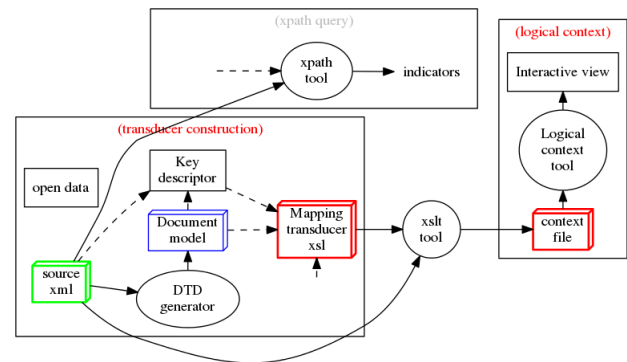 (xpath query)
xpath
tool
indicators
(logical context)
Interactive view
Logical
context
tool
context
file
(transducer construction)
open data
Key
descriptor
Document
model
Mapping
transducer
xsl
xslt
tool
source
xml
DTD
generator